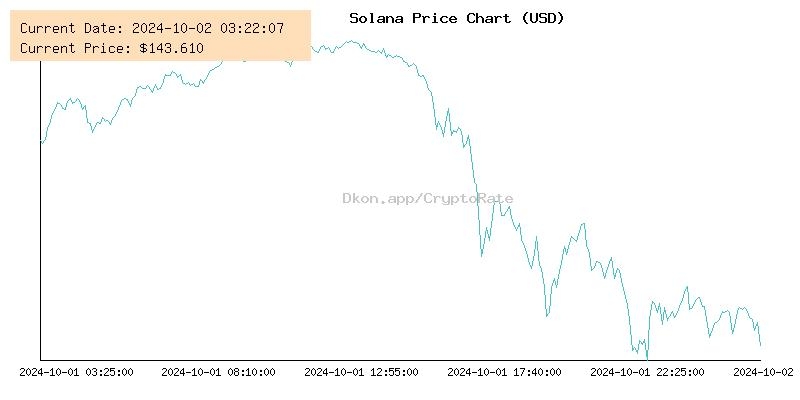 Solana Price Chart (USD)
Current Date: 2024-10-02 03:22:07
Current Price: $143.610
Dkon.app/CryptoRate
2024-10-01 03:25:00 2024-10-01 08:10:00 2024-10-01 12:55:00 2024-10-01 17:40:00 2024-10-01 22:25:00 2024-10-02